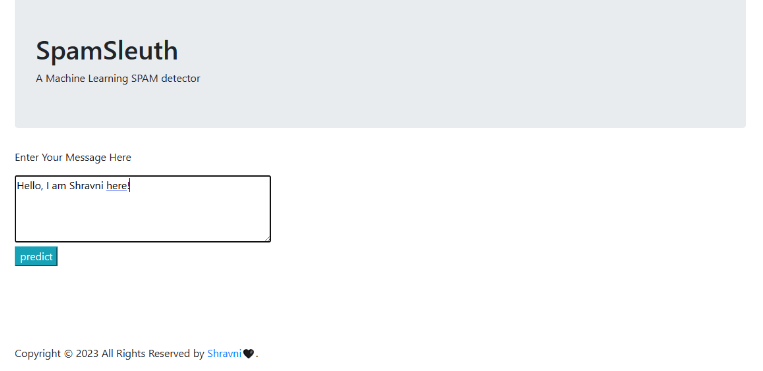 SpamSleuth
A Machine Learning SPAM detector
Enter Your Message Here
Hello, I am Shravni here!
predict
Copyright © 2023 All Rights Reserved by Shravni🖤.